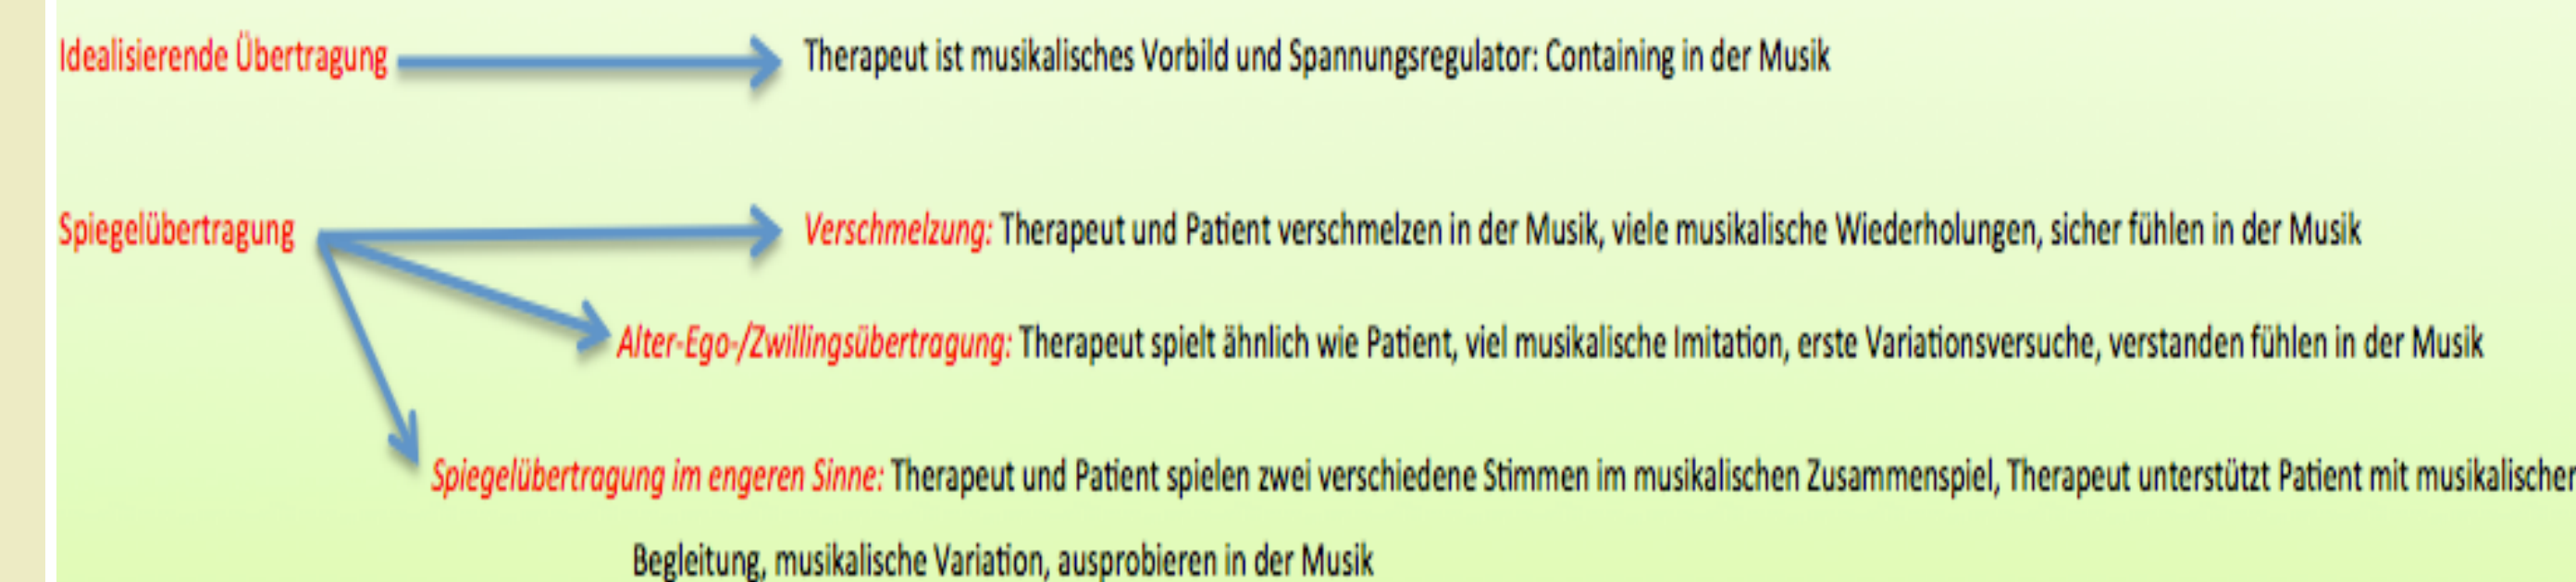 Idealisierende Übertragung Therapeut ist musikalisches Vorbild und Spannungsregulator: Containing in der Musik
Spiegelübertragung Verschmelzung: Therapeut und Patient verschmelzen in der Musik, viele musikalische Wiederholungen, sicher fühlen in der Musik
Alter-Ego-/Zwillingsübertragung: Therapeut spielt ähnlich wie Patient, viel musikalische Imitation, erste Variationsversuche, verstanden fühlen in der Musik
Spiegelübertragung im engeren Sinne: Therapeut und Patient spielen zwei verschiedene Stimmen im musikalischen Zusammenspiel, Therapeut unterstützt Patient mit musikalischer
Begleitung, musikalische Variation, ausprobieren in der Musik